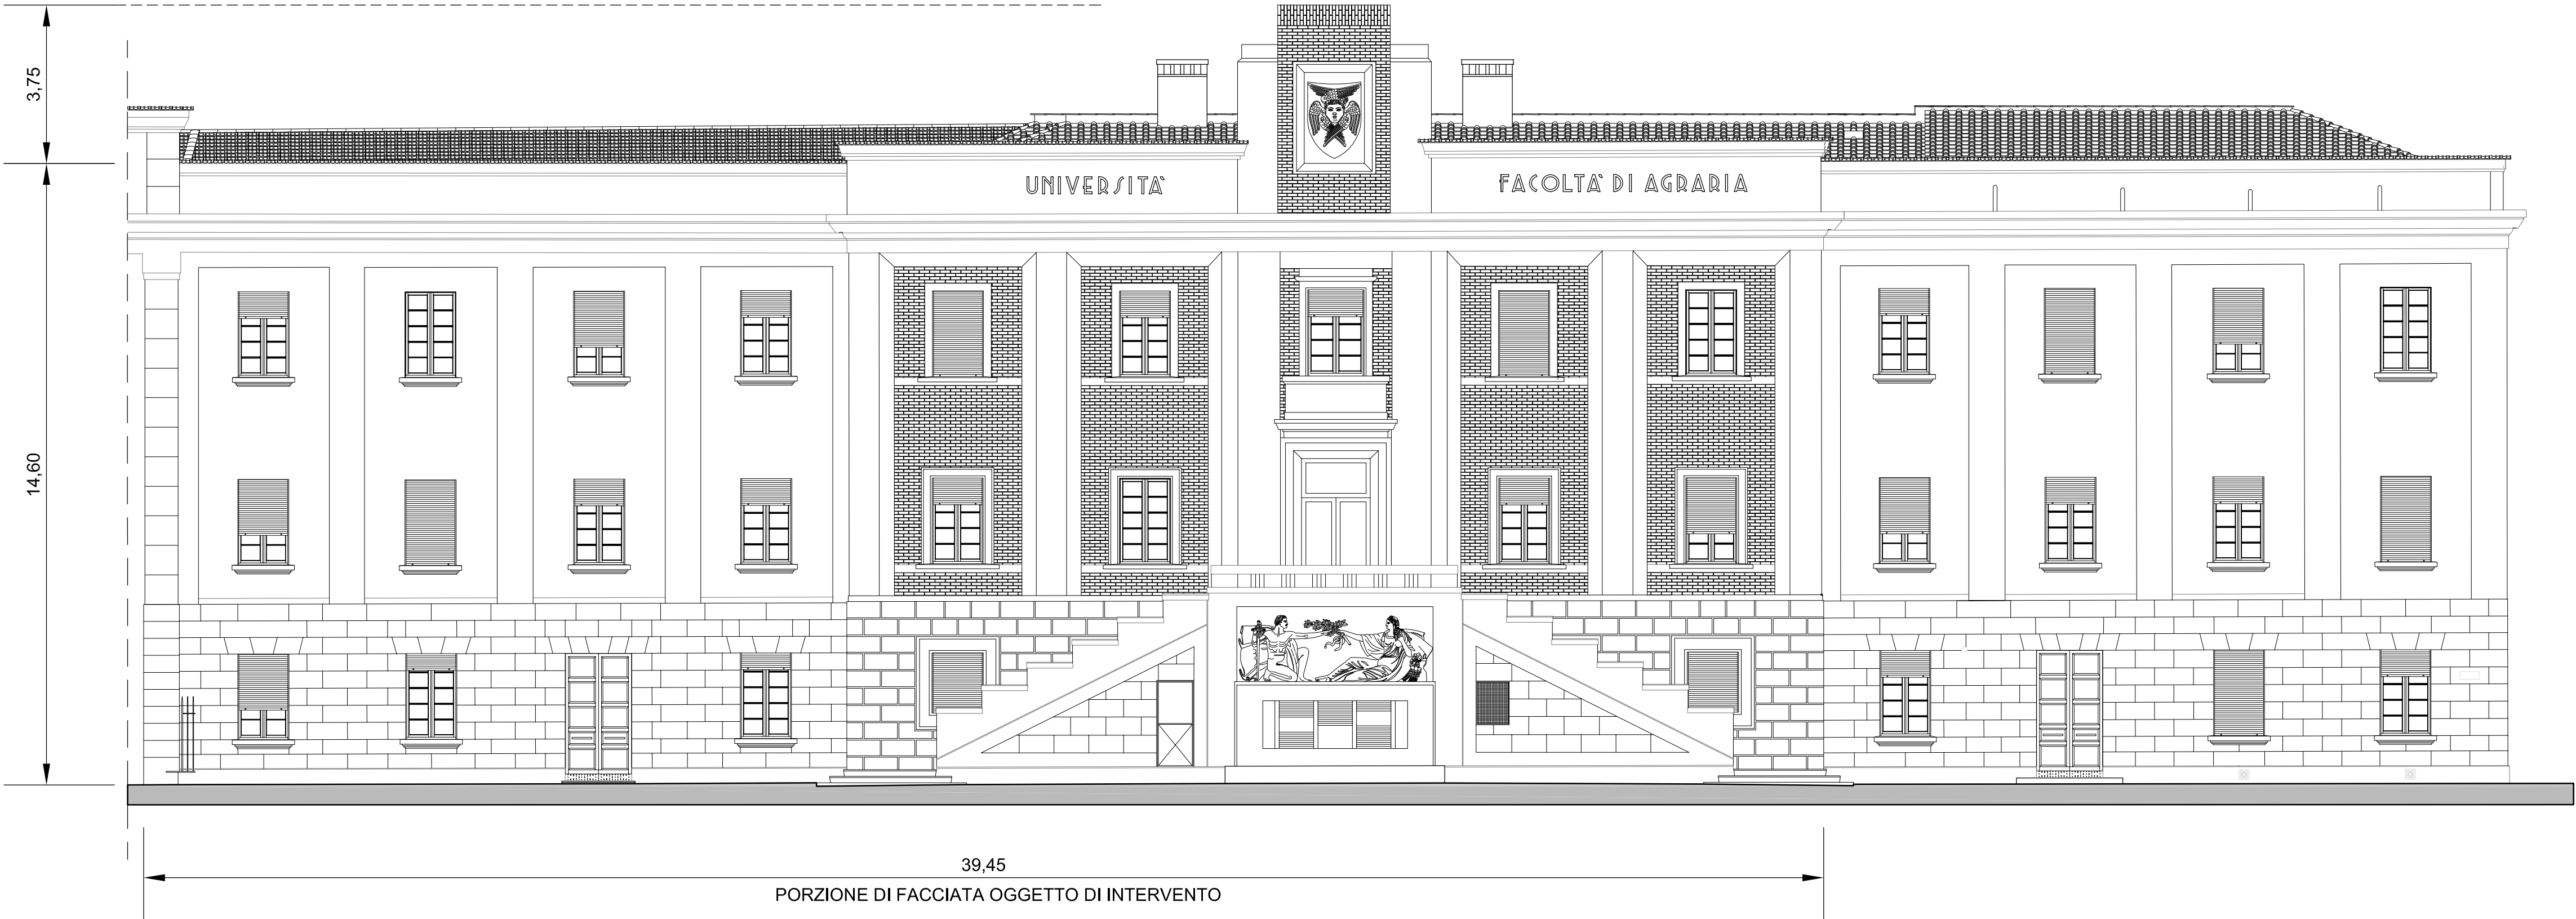 3,75
UNIVERSITA`
FACOLTA` DI AGRARIA
14,60
39,45
PORZIONE DI FACCIATA OGGETTO DI INTERVENTO